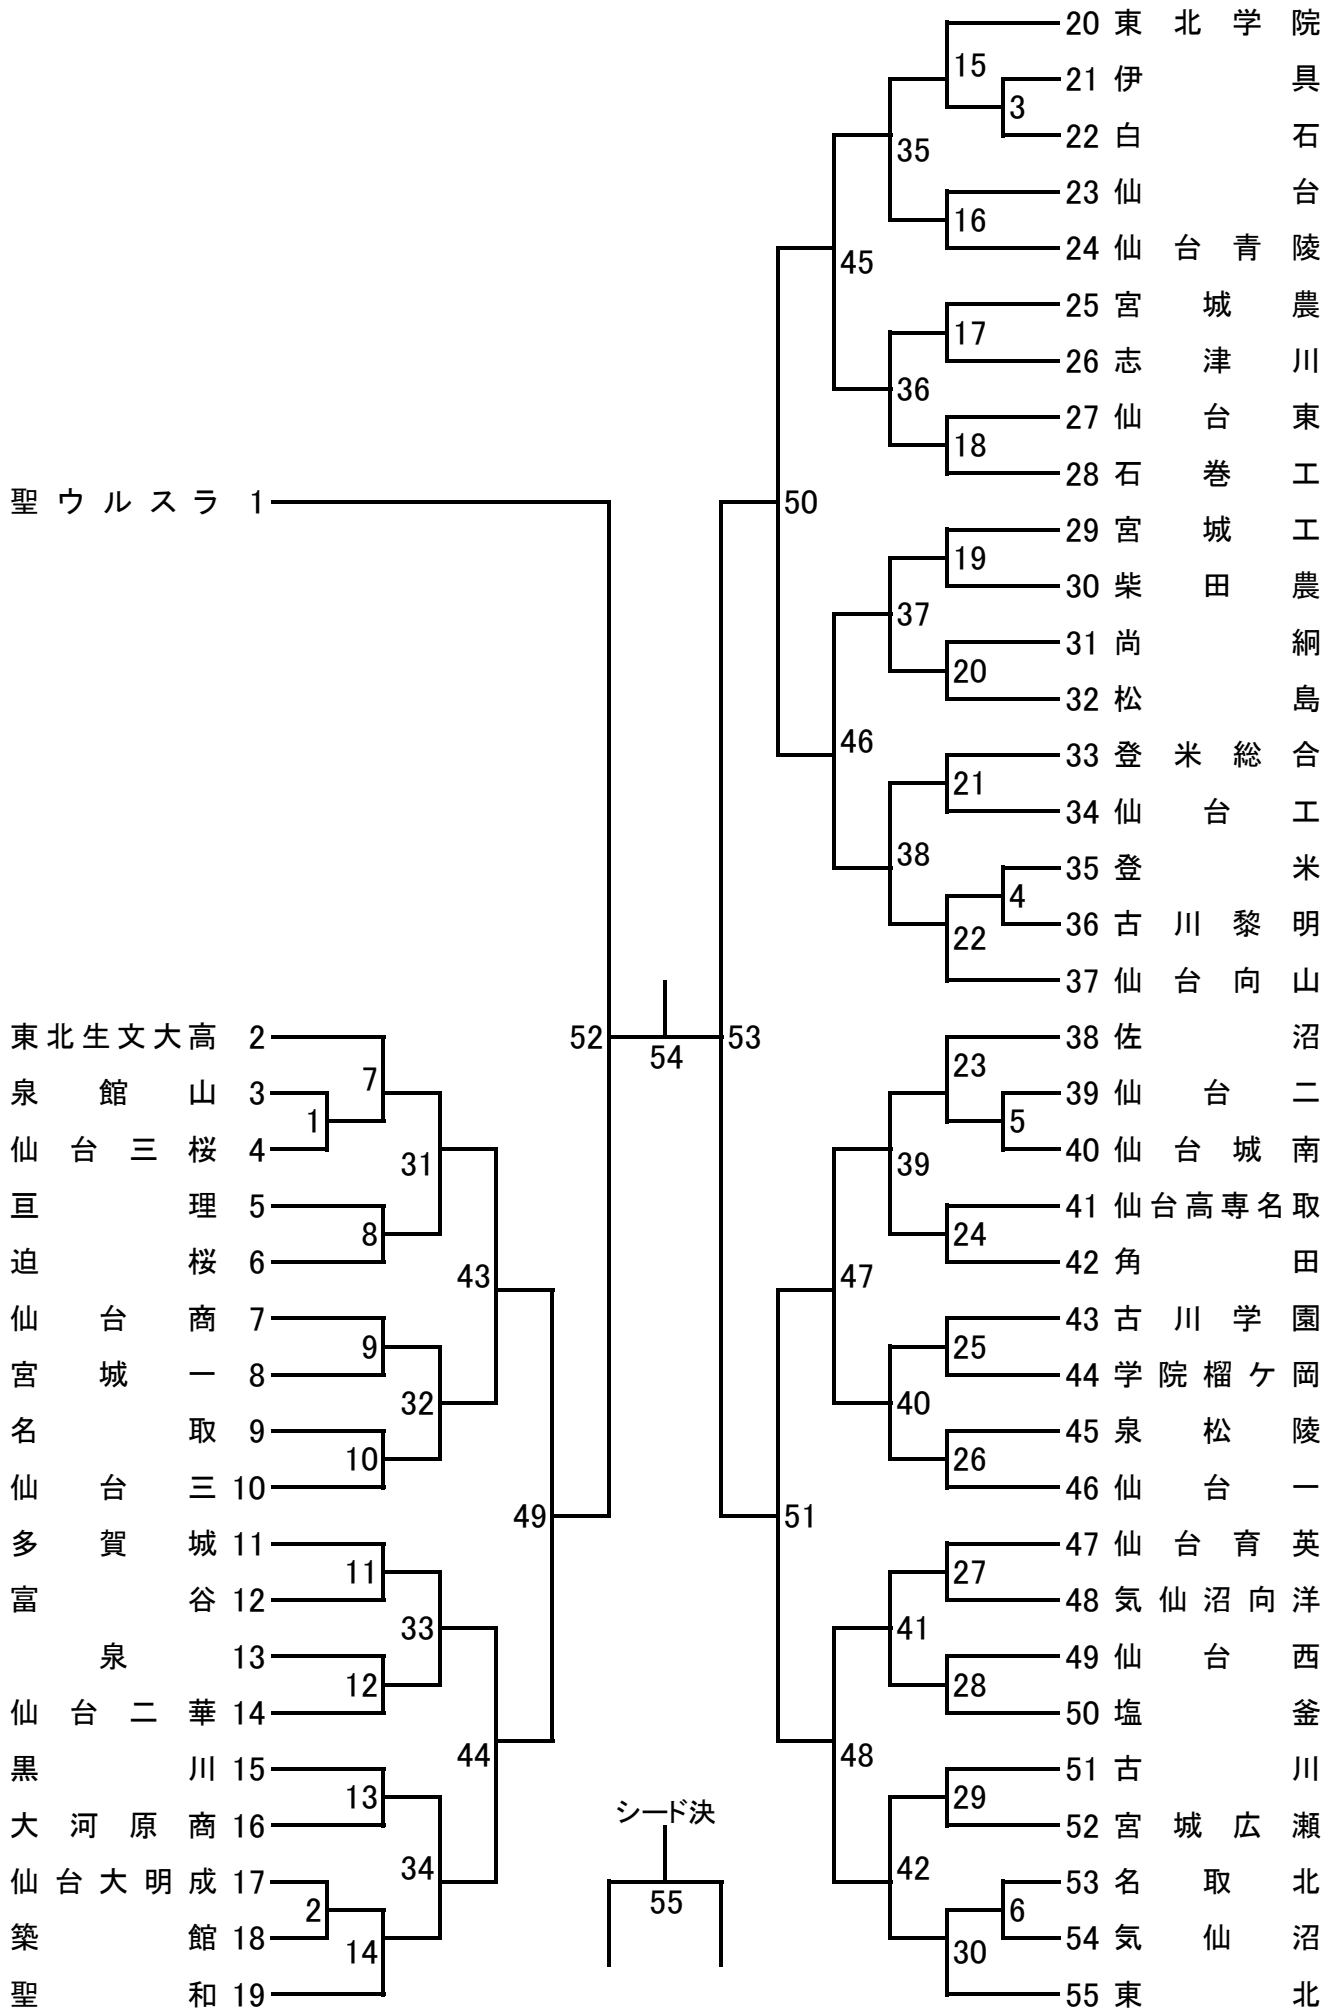 聖ウルスラ 1
東北生文大高 2
7
泉館山 3
1
仙台三桜 4
31
亘理 5
8
迫桜 6
43
仙台商 7
9
宮城一 8
32
名取 9
10
仙台三 10
49
多賀城 11
11
富谷 12
33
泉 13
12
仙台二華 14
44
黒川 15
13
大河原商 16
34
仙台大明成 17
2
築館 18
14
聖和 19
52
54
53
シード決
55
20 東北学院
15
21 伊具
3
22 白石
35
23 仙台
16
24 仙台青陵
45
25 宮城農
17
26 志津川
36
27 仙台東
18
28 石巻工
50
29 宮城工
19
30 柴田農
37
31 尚絅
20
32 松島
46
33 登米総合
21
34 仙台工
38
35 登米
4
36 古川黎明
22
37 仙台向山
38 佐沼
23
39 仙台二
5
40 仙台城南
39
41 仙台高専名取
24
42 角田
47
43 古川学園
25
44 学院榴ケ岡
40
45 泉松陵
26
46 仙台一
51
47 仙台育英
27
48 気仙沼向洋
41
49 仙台西
28
50 塩釜
48
51 古川
29
52 宮城広瀬
42
53 名取北
6
54 気仙沼
30
55 東北